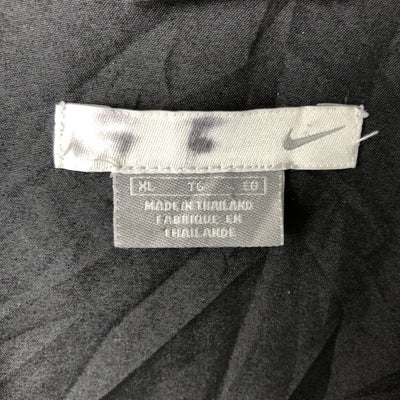 XL TG EG
MADE IN THAILAND
FABRIQUE EN
THAILANDE